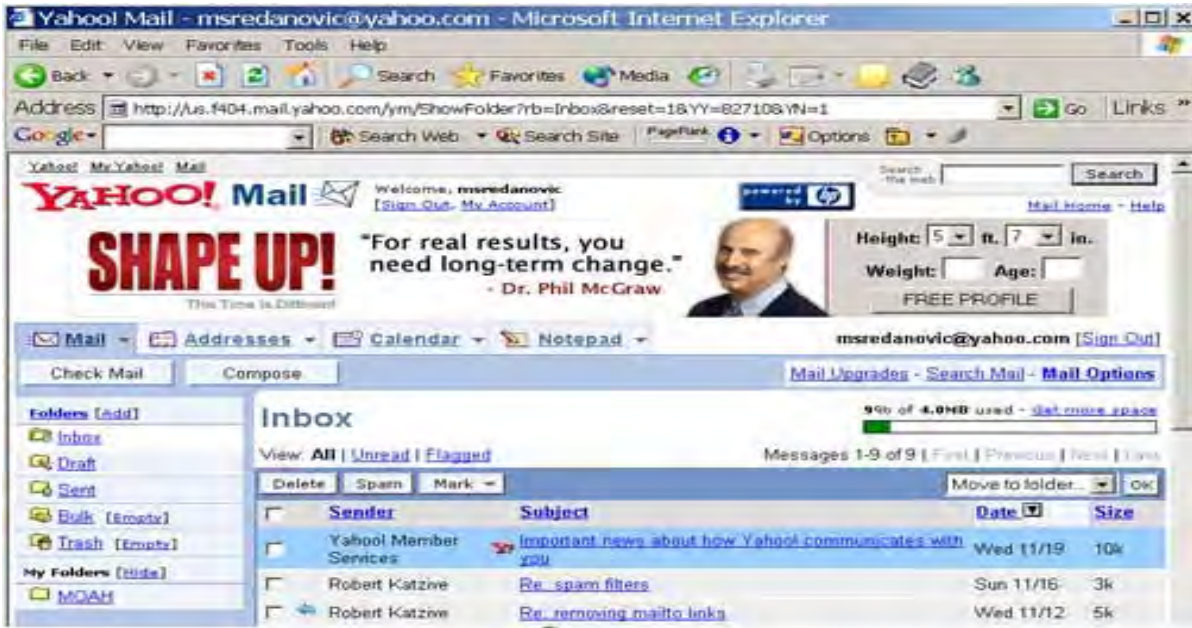 Yahoo! Mail - msredanovic@yahoo.com - Microsoft Internet Explorer
File Edit View Favorites Tools Help
Back Search Favorites Media
Address http://us.f404.mail.yahoo.com/ym/ShowFolder?rb=Inbox&reset=1&YY=82710&YN=1 Go Links »
Google Search Web Search Site PageRank Options
Yahoo! My Yahoo! Mail
Search the web Search
YAHOO! Mail Welcome, msredanovic
[Sign Out, My Account]
powered by hp
Mail Home - Help
SHAPE UP!
This Time is Different
"For real results, you
need long-term change."
- Dr. Phil McGraw
Height: 5 ft. 7 in.
Weight: Age:
FREE PROFILE
Mail Addresses Calendar Notepad msredanovic@yahoo.com [Sign Out]
Check Mail Compose Mail Upgrades - Search Mail - Mail Options
Folders [Add]
Inbox
Draft
Sent
Bulk [Empty]
Trash [Empty]
My Folders [Hide]
MOAH
Inbox 9% of 4.0MB used - Get more space
View: All | Unread | Flagged Messages 1-9 of 9 | First | Previous | Next | Last
Delete Spam Mark Move to folder... OK
Sender Subject Date Size
Yahoo! Member Services Important news about how Yahoo! communicates with you Wed 11/19 10k
Robert Katzive Re: spam filters Sun 11/16 3k
Robert Katzive Re: removing mailto links Wed 11/12 5k